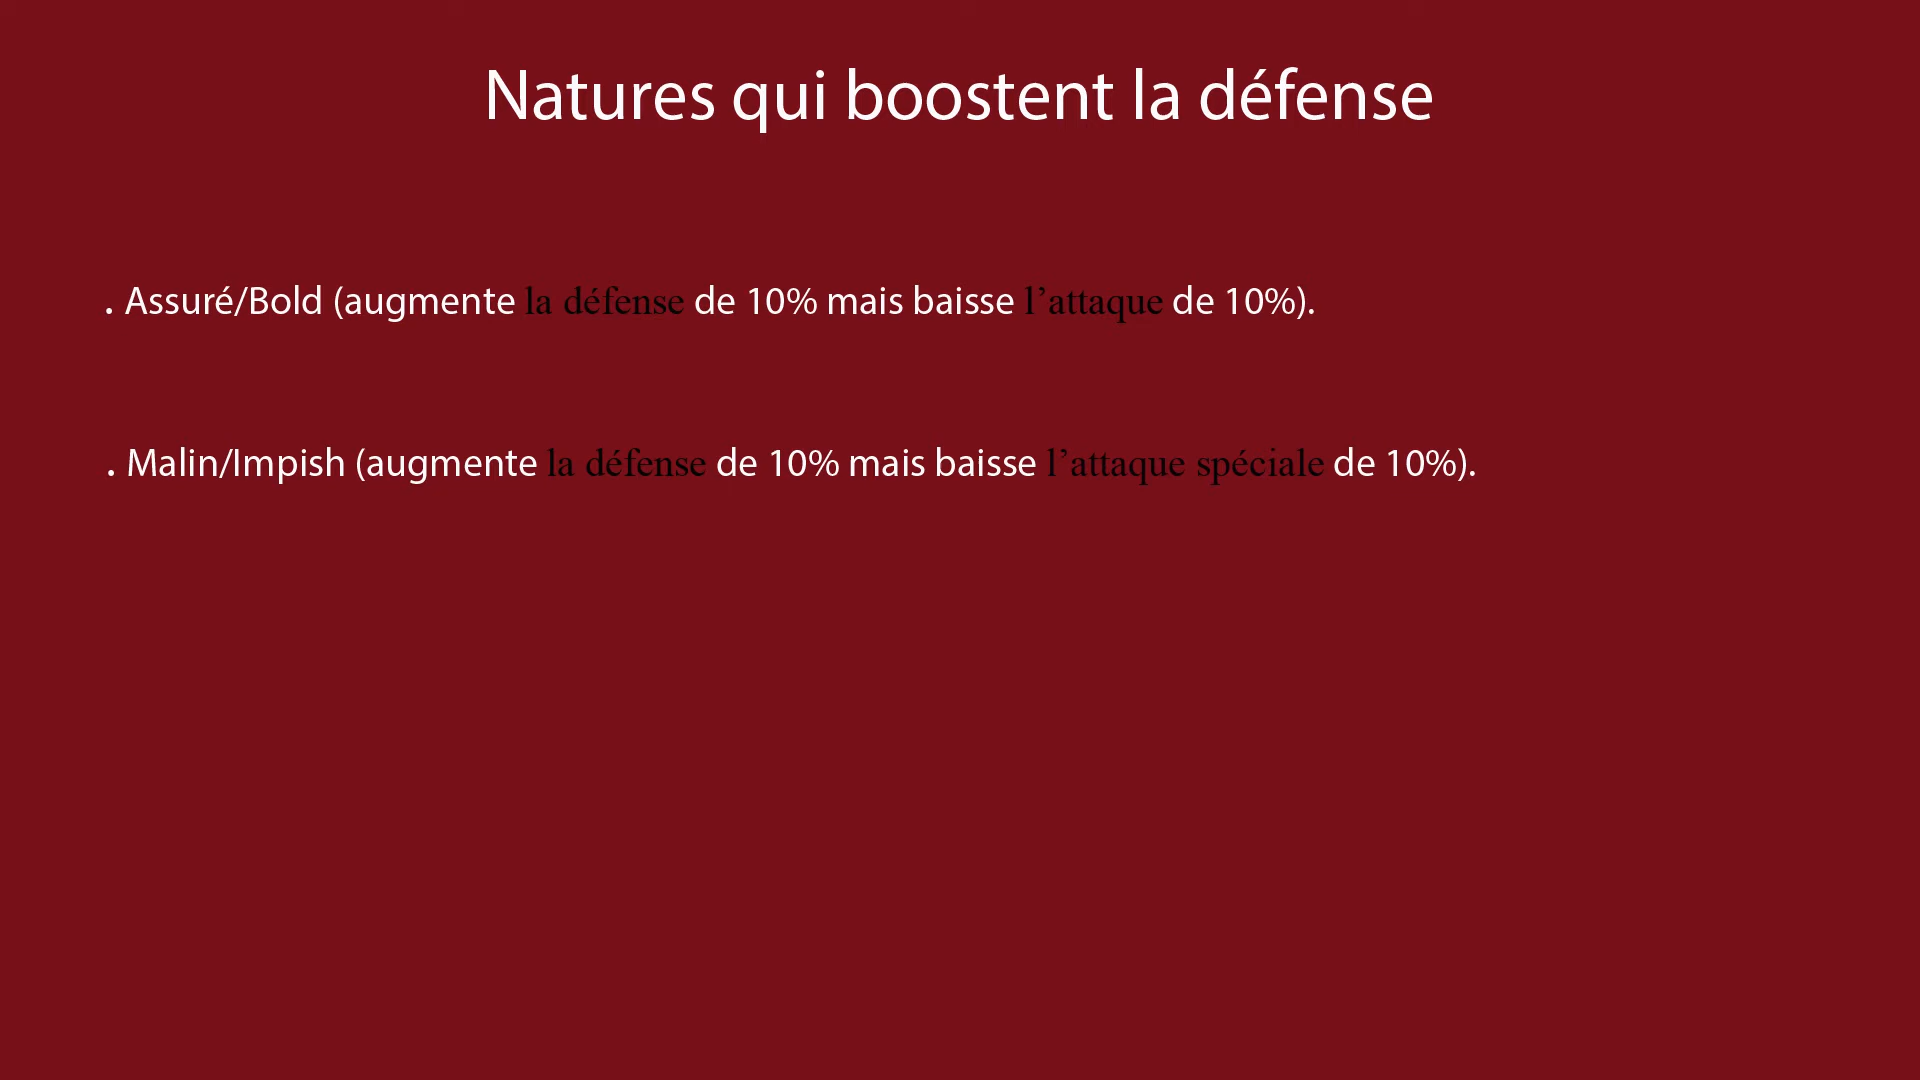 Natures qui boostent la défense
. Assuré/Bold (augmente la défense de 10% mais baisse l’attaque de 10%).
. Malin/Impish (augmente la défense de 10% mais baisse l’attaque spéciale de 10%).